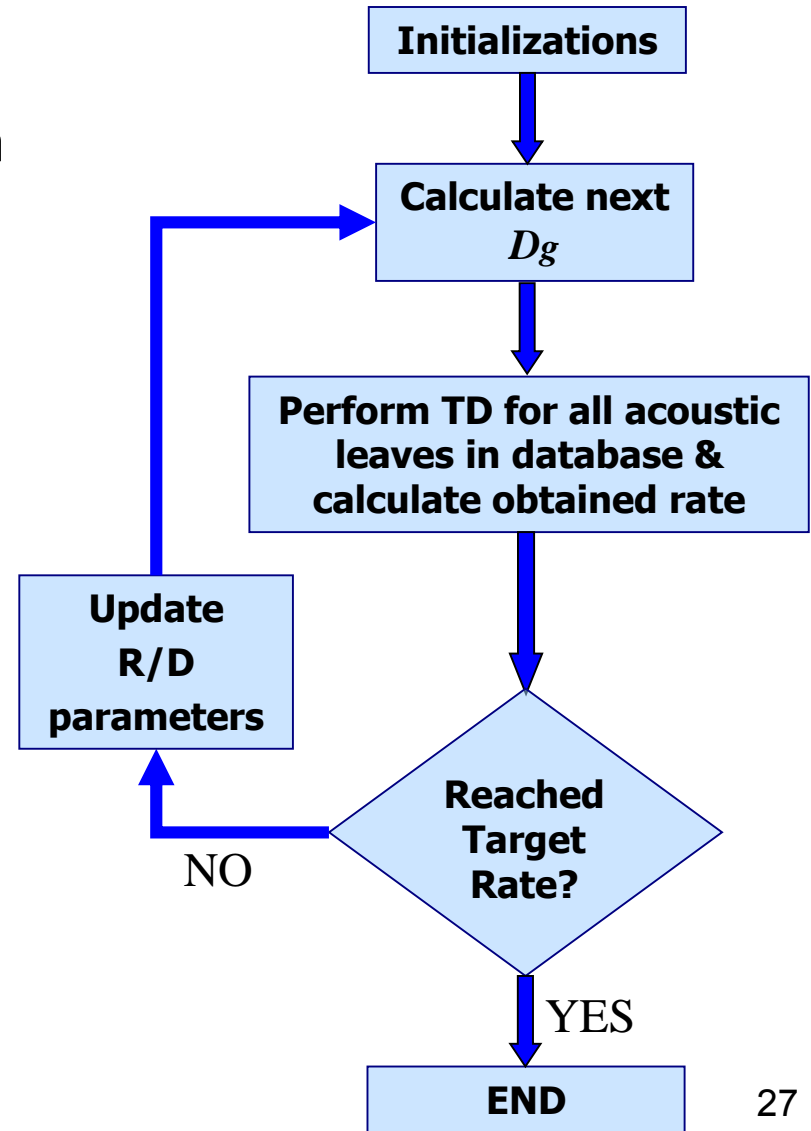 Initializations
Calculate next
Dg
Perform TD for all acoustic
leaves in database &
calculate obtained rate
Update
R/D
parameters
Reached
Target
Rate?
NO
YES
END
27